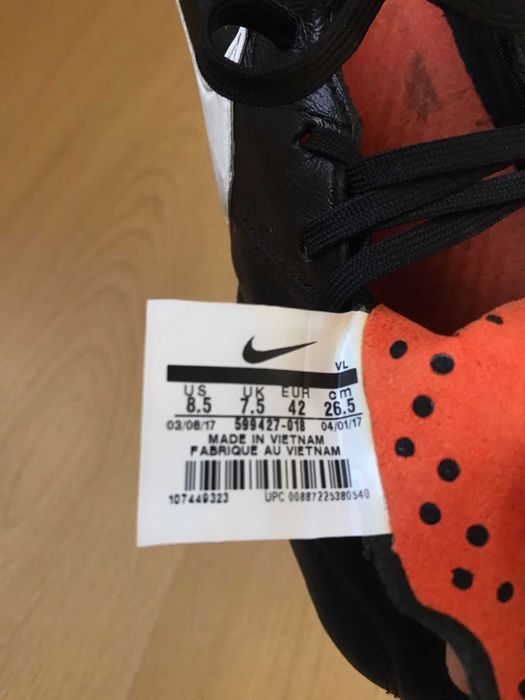 VL
US UK EUR cm
8.5 7.5 42 26.5
03/08/17 599427-018 04/01/17
MADE IN VIETNAM
FABRIQUE AU VIETNAM
107449323 UPC 00887225380540